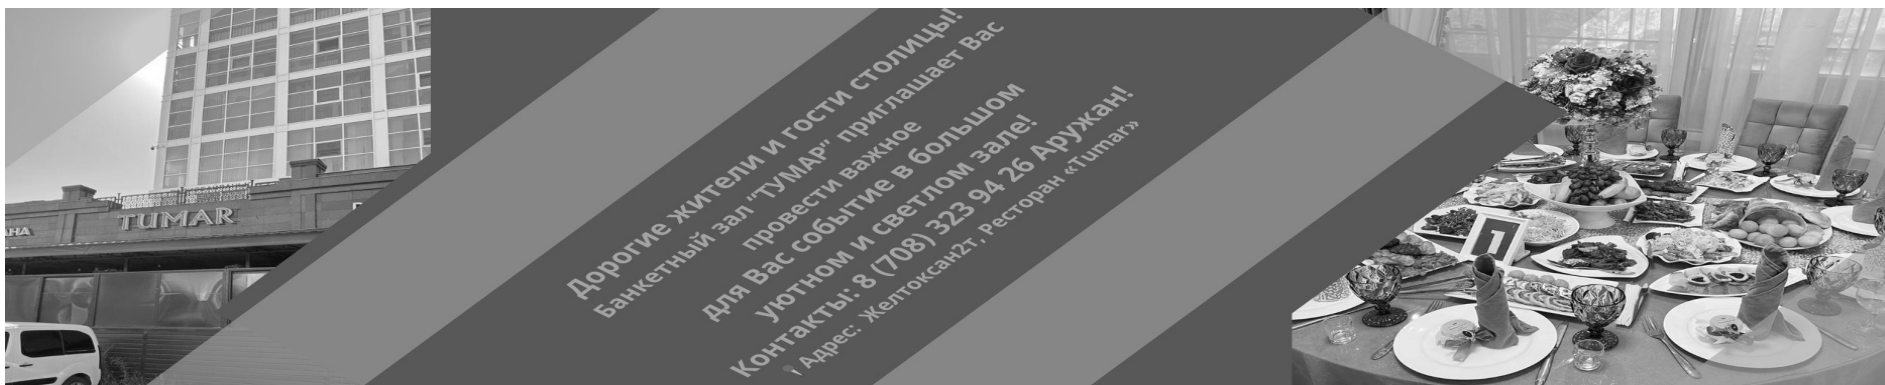 TUMAR
Дорогие жители и гости столицы!
Банкетный зал "ТУМАР" приглашает Вас
провести важное
для Вас событие в большом
уютном и светлом зале!
Контакты: 8 (708) 323 94 26 Аружан!
Адрес: Желтоксан2т, Ресторан «Tumar»
1